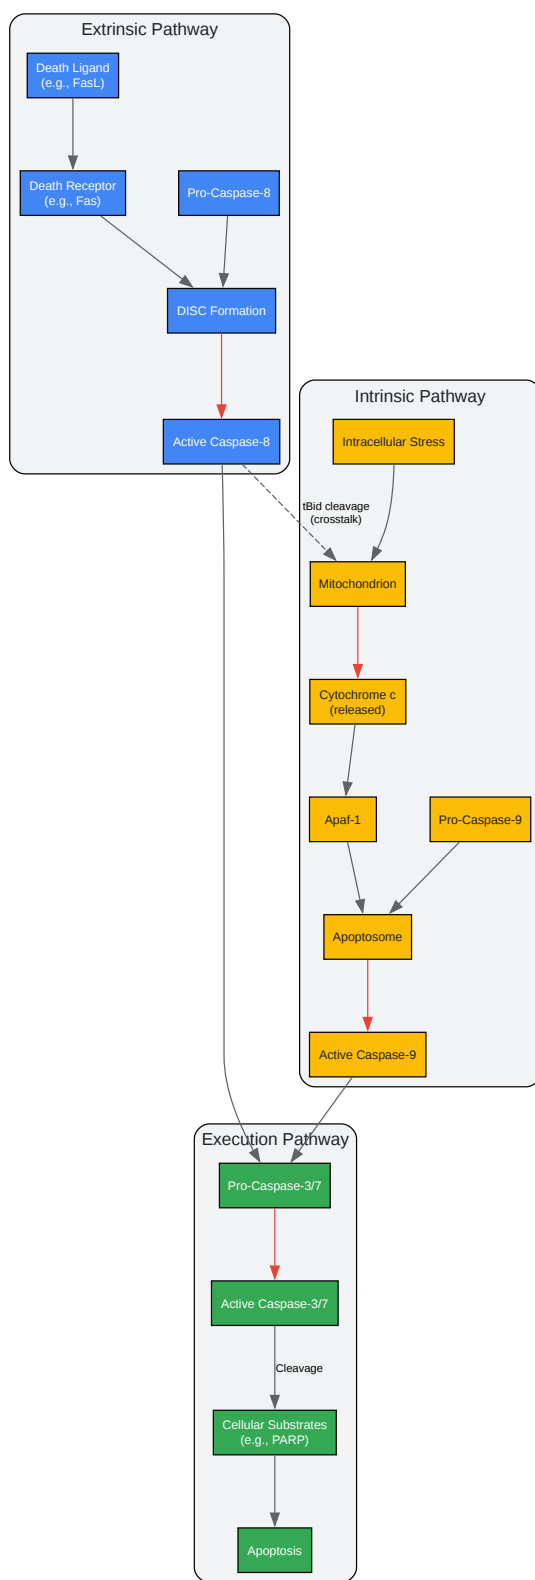 Extrinsic Pathway
Death Ligand
(e.g., FasL)
Death Receptor
(e.g., Fas)
Pro-Caspase-8
DISC Formation
Active Caspase-8
Intrinsic Pathway
Intracellular Stress
tBid cleavage
(crosstalk)
Mitochondrion
Cytochrome c
(released)
Apaf-1
Pro-Caspase-9
Apoptosome
Active Caspase-9
Execution Pathway
Pro-Caspase-3/7
Active Caspase-3/7
Cleavage
Cellular Substrates
(e.g., PARP)
Apoptosis